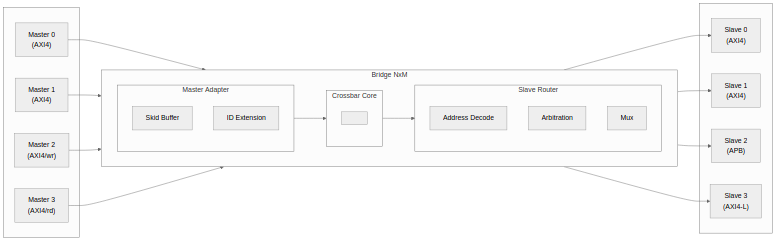 Master 0
(AXI4)
Master 1
(AXI4)
Master 2
(AXI4/wr)
Master 3
(AXI4/rd)
Bridge NxM
Master Adapter
Skid Buffer
ID Extension
Crossbar Core
Slave Router
Address Decode
Arbitration
Mux
Slave 0
(AXI4)
Slave 1
(AXI4)
Slave 2
(APB)
Slave 3
(AXI4-L)